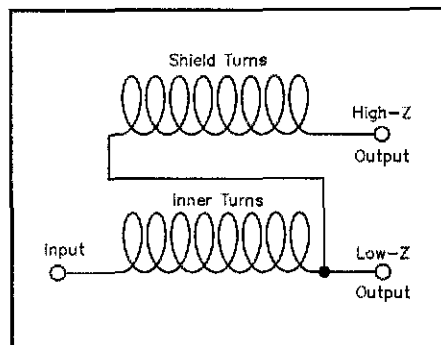 Shield Turns
High-Z
Output
Inner Turns
Input
Low-Z
Output